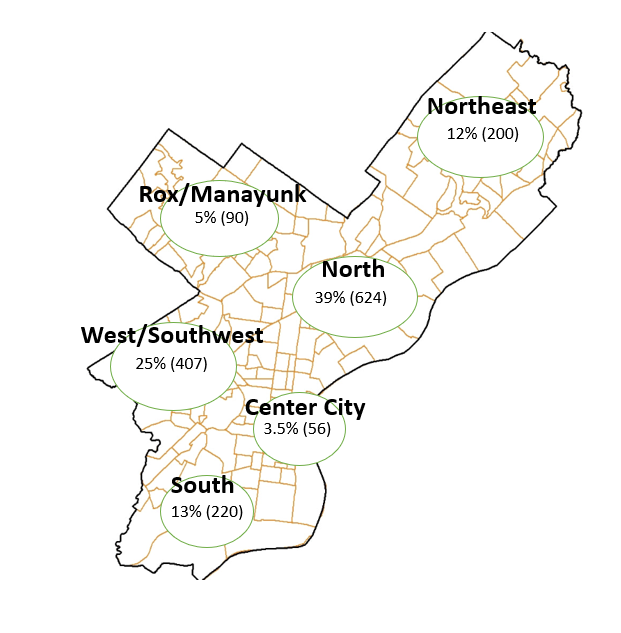 Northeast
12% (200)
Rox/Manayunk
5% (90)
North
39% (624)
West/Southwest
25% (407)
Center City
3.5% (56)
South
13% (220)